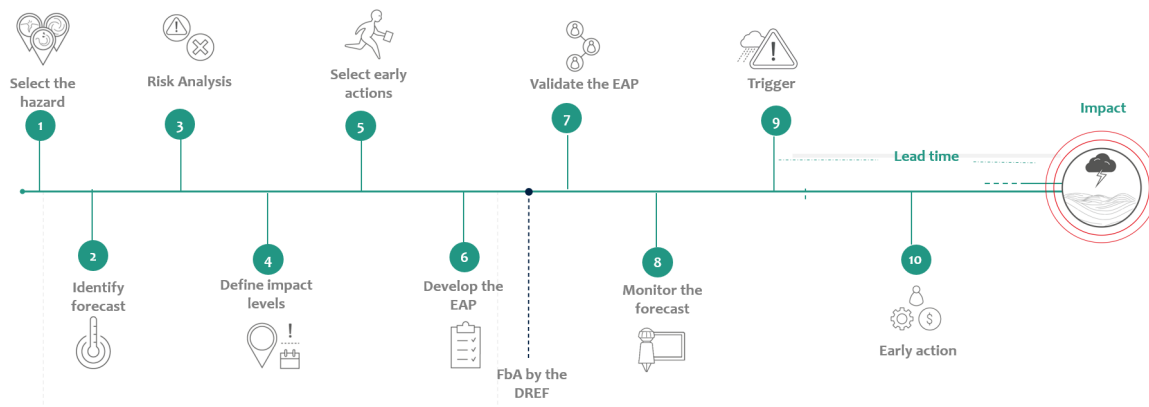 Select the
hazard
1
2
Identify
forecast
Risk Analysis
3
4
Define impact
levels
Select early
actions
5
6
Develop the
EAP
FbA by the
DREF
Validate the EAP
7
8
Monitor the
forecast
Trigger
9
Lead time
10
Early action
Impact